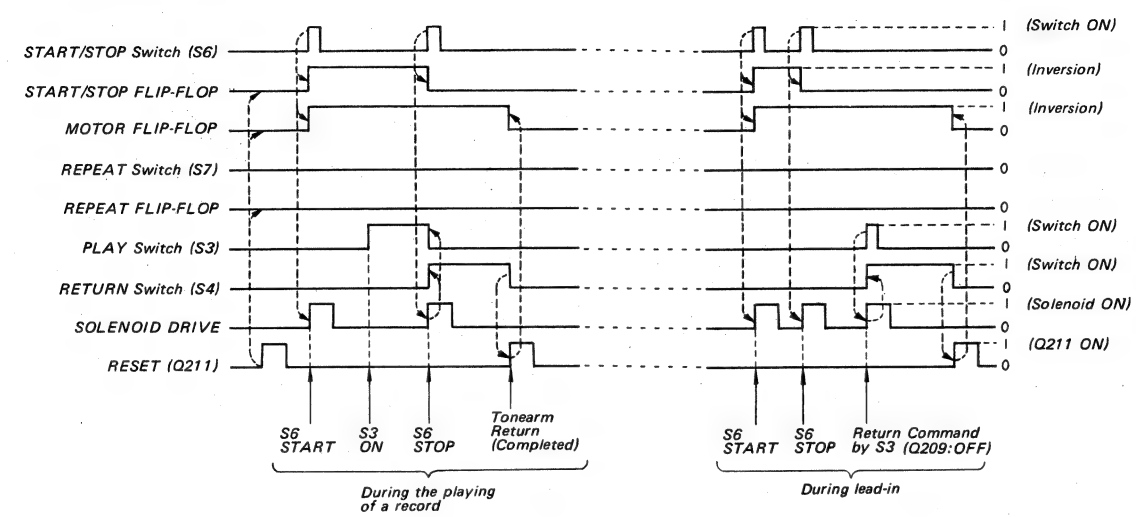 START/STOP Switch (S6)
START/STOP FLIP-FLOP
MOTOR FLIP-FLOP
REPEAT Switch (S7)
REPEAT FLIP-FLOP
PLAY Switch (S3)
RETURN Switch (S4)
SOLENOID DRIVE
RESET (Q211)
1 (Switch ON)
0
1 (Inversion)
0
1 (Inversion)
0
0
0
1 (Switch ON)
0
1 (Switch ON)
0
1 (Solenoid ON)
0
1 (Q211 ON)
0
S6
START
S3
ON
S6
STOP
Tonearm
Return
(Completed)
During the playing
of a record
S6
START
S6
STOP
Return Command
by S3 (Q209:OFF)
During lead-in